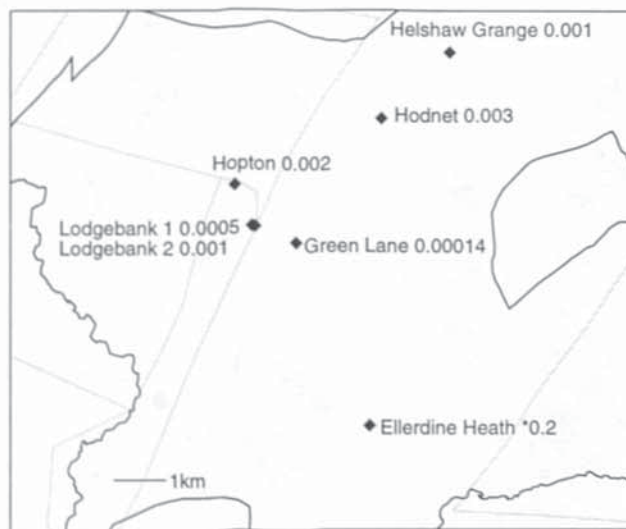 Helshaw Grange 0.001
Hodnet 0.003
Hopton 0.002
Lodgebank 1 0.0005
Lodgebank 2 0.001
Green Lane 0.00014
Ellerdine Heath *0.2
1km